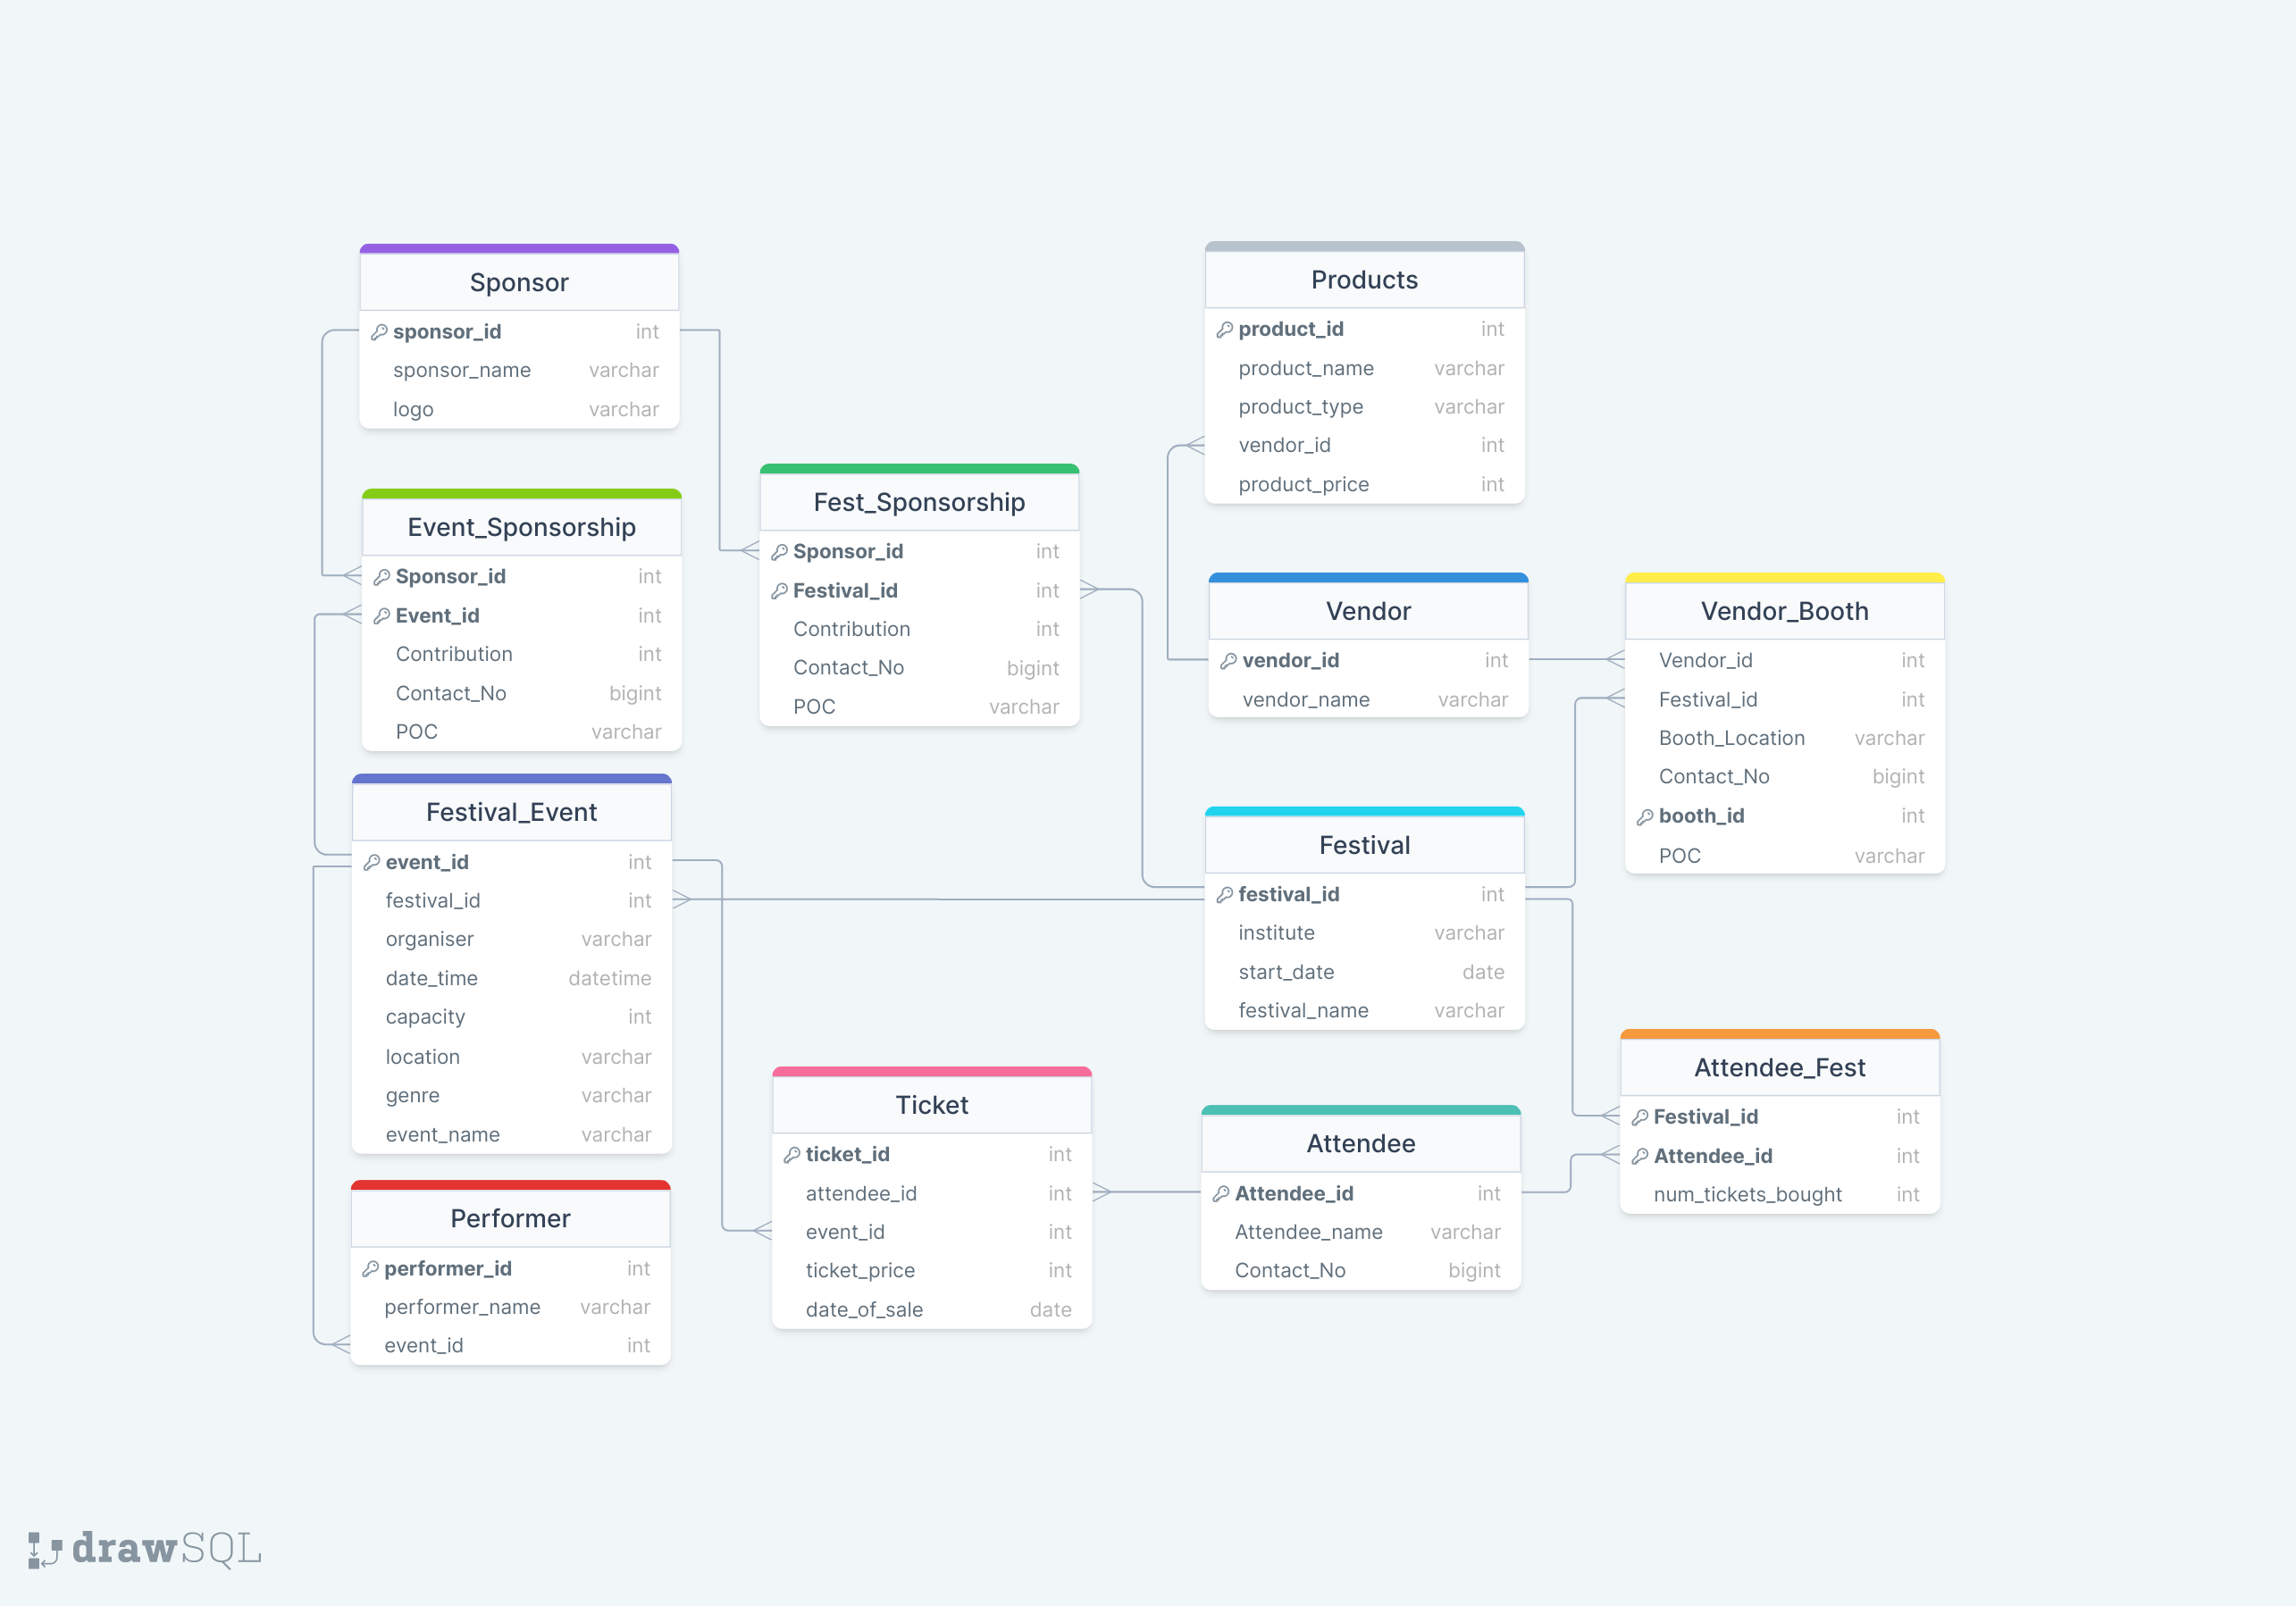 Sponsor
sponsor_id int
sponsor_name varchar
logo varchar
Event_Sponsorship
Sponsor_id int
Event_id int
Contribution int
Contact_No bigint
POC varchar
Festival_Event
event_id int
festival_id int
organiser varchar
date_time datetime
capacity int
location varchar
genre varchar
event_name varchar
Performer
performer_id int
performer_name varchar
event_id int
Fest_Sponsorship
Sponsor_id int
Festival_id int
Contribution int
Contact_No bigint
POC varchar
Ticket
ticket_id int
attendee_id int
event_id int
ticket_price int
date_of_sale date
Products
product_id int
product_name varchar
product_type varchar
vendor_id int
product_price int
Vendor
vendor_id int
vendor_name varchar
Festival
festival_id int
institute varchar
start_date date
festival_name varchar
Attendee
Attendee_id int
Attendee_name varchar
Contact_No bigint
Vendor_Booth
Vendor_id int
Festival_id int
Booth_Location varchar
Contact_No bigint
booth_id int
POC varchar
Attendee_Fest
Festival_id int
Attendee_id int
num_tickets_bought int
drawSQL